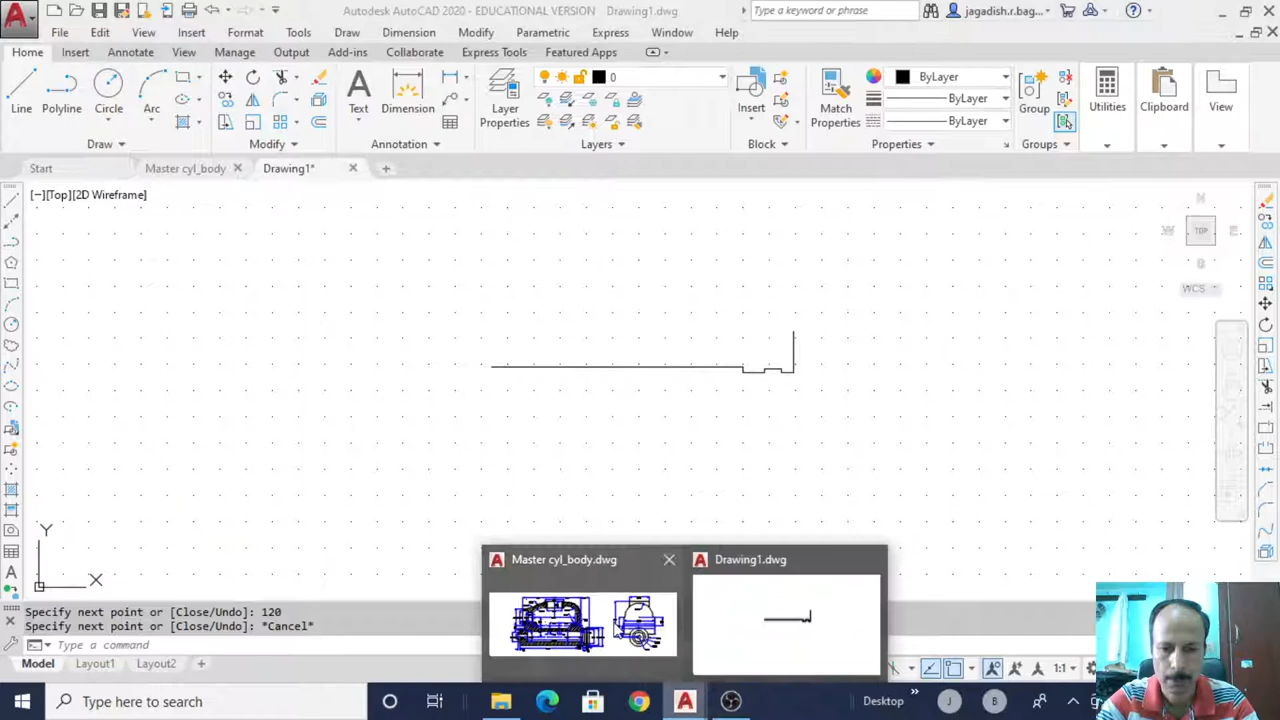 Autodesk AutoCAD 2020 - EDUCATIONAL VERSION Drawing1.dwg
Type a keyword or phrase
jagadish.r.bag...
File Edit View Insert Format Tools Draw Dimension Modify Parametric Express Window Help
Home Insert Annotate View Manage Output Add-ins Collaborate Express Tools Featured Apps
0
ByLayer
ByLayer
ByLayer
Line Polyline Circle Arc Text Dimension Layer Properties Insert Match Properties Group Utilities Clipboard View
Draw Modify Annotation Layers Block Properties Groups
Start Master cyl_body Drawing1*
[−][Top][2D Wireframe]
N
W TOP E
S
WCS
Y
X
Master cyl_body.dwg
Drawing1.dwg
Specify next point or [Close/Undo]: 120
Specify next point or [Close/Undo]: *Cancel*
Type a command
Model Layout1 Layout2 +
1:1
Type here to search
Desktop
J
B